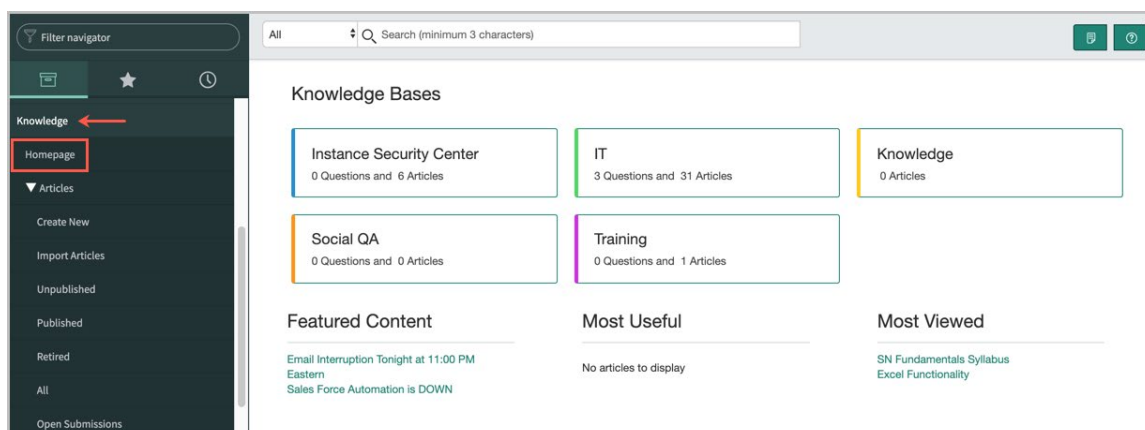 Filter navigator
Knowledge
Homepage
Articles
Create New
Import Articles
Unpublished
Published
Retired
All
Open Submissions
All
Search (minimum 3 characters)
Knowledge Bases
Instance Security Center
0 Questions and 6 Articles
IT
3 Questions and 31 Articles
Knowledge
0 Articles
Social QA
0 Questions and 0 Articles
Training
0 Questions and 1 Articles
Featured Content
Email Interruption Tonight at 11:00 PM
Eastern
Sales Force Automation is DOWN
Most Useful
No articles to display
Most Viewed
SN Fundamentals Syllabus
Excel Functionality